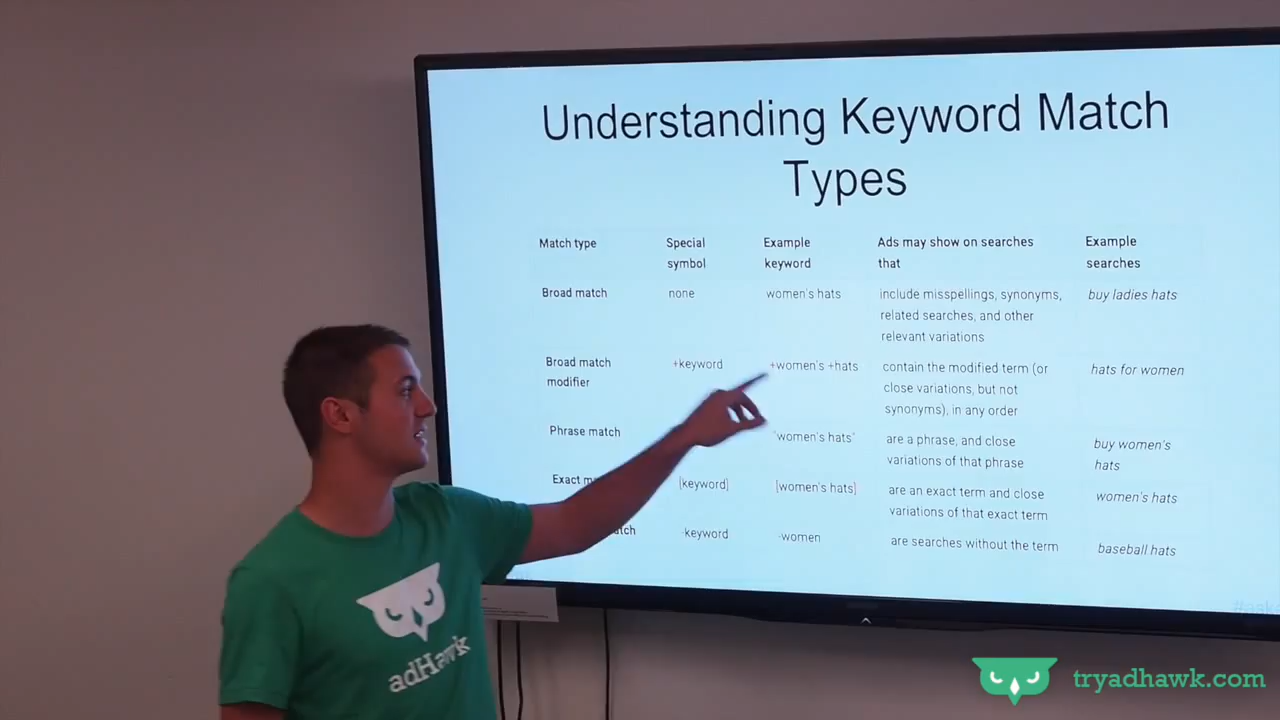 Understanding Keyword Match
Types
Match type
Special
symbol
Example
keyword
Ads may show on searches
that
Example
searches
Broad match
none
women's hats
include misspellings, synonyms,
related searches, and other
relevant variations
buy ladies hats
Broad match
modifier
+keyword
+women's +hats
contain the modified term (or
close variations, but not
synonyms), in any order
hats for women
Phrase match
"women's hats"
are a phrase, and close
variations of that phrase
buy women's
hats
Exact
[keyword]
[women's hats]
are an exact term and close
variations of that exact term
women's hats
-keyword
-women
are searches without the term
baseball hats
adHawk
tryadhawk.com